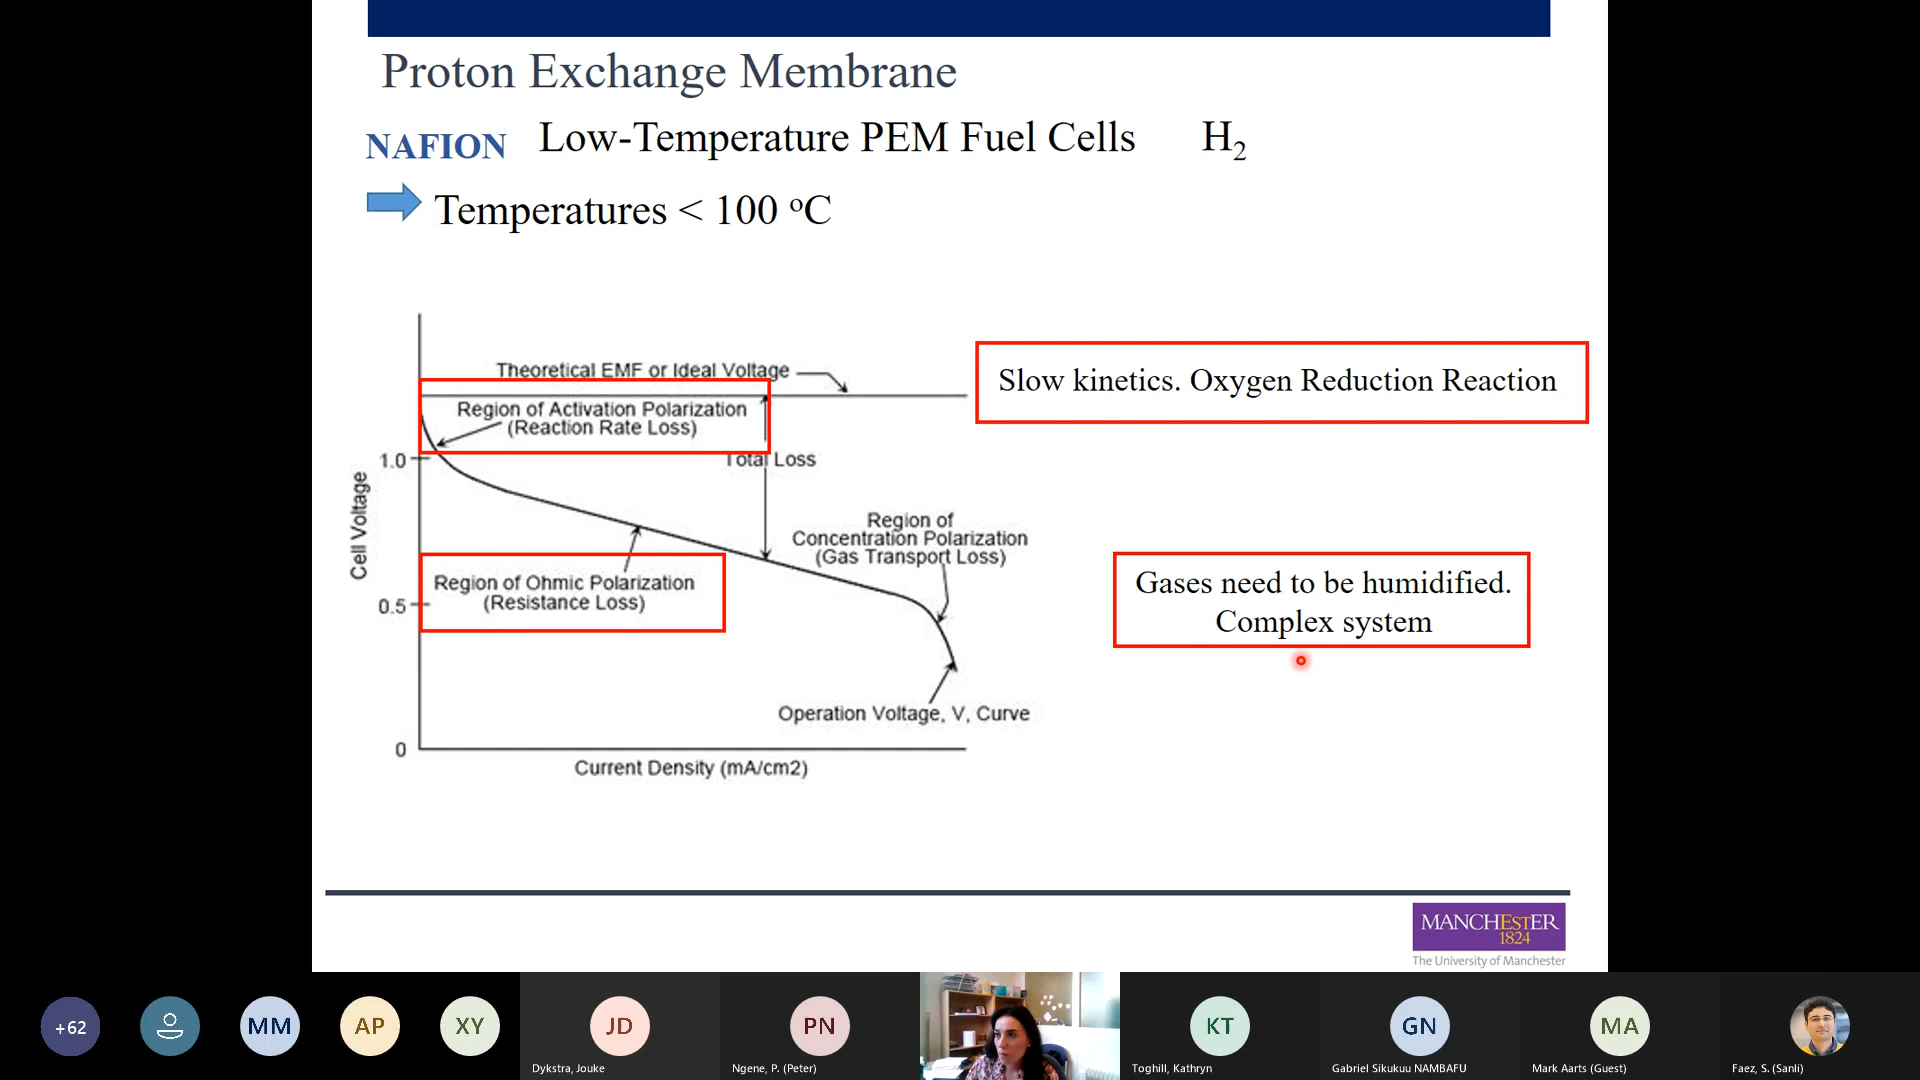 Proton Exchange Membrane
NAFION Low-Temperature PEM Fuel Cells H₂
Temperatures < 100 ᵒC
Theoretical EMF or Ideal Voltage
Region of Activation Polarization
(Reaction Rate Loss)
Total Loss
1.0
0.5
0
Cell Voltage
Region of
Concentration Polarization
(Gas Transport Loss)
Region of Ohmic Polarization
(Resistance Loss)
Operation Voltage, V, Curve
Current Density (mA/cm2)
Slow kinetics. Oxygen Reduction Reaction
Gases need to be humidified.
Complex system
MANCHESTER
1824
The University of Manchester
+62
MM
AP
XY
JD
Dykstra, Jouke
PN
Ngene, P. (Peter)
KT
Toghill, Kathryn
GN
Gabriel Sikukuu NAMBAFU
MA
Mark Aarts (Guest)
Faez, S. (Sanli)